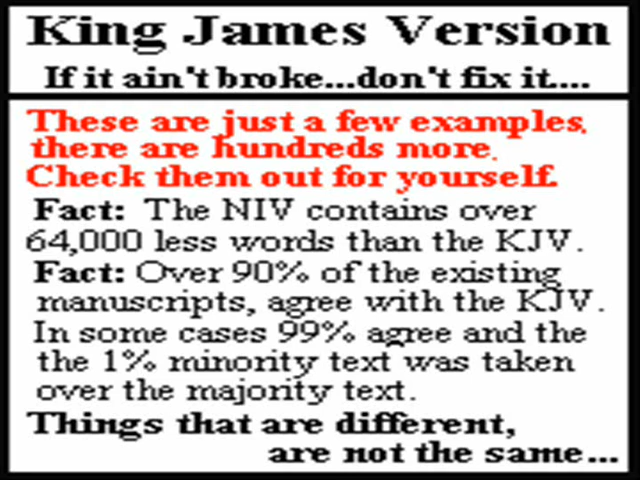 King James Version
If it ain't broke...don't fix it....
These are just a few examples,
there are hundreds more.
Check them out for yourself.
Fact: The NIV contains over
64,000 less words than the KJV.
Fact: Over 90% of the existing
manuscripts, agree with the KJV.
In some cases 99% agree and the
the 1% minority text was taken
over the majority text.
Things that are different,
are not the same...